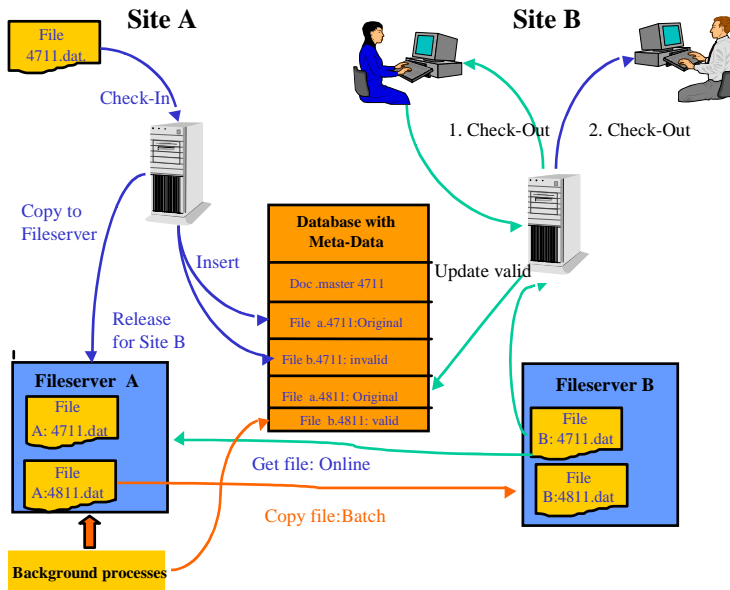 Site A
Site B
File
4711.dat.
Check-In
1. Check-Out
2. Check-Out
Copy to
Fileserver
Database with
Meta-Data
Insert
Update valid
Doc .master 4711
File a.4711:Original
Release
for Site B
File b.4711: invalid
Fileserver A
File a.4811: Original
Fileserver B
File b.4811: valid
File
A: 4711.dat
File
B: 4711.dat
Get file: Online
File
A:4811.dat
File
B:4811.dat
Copy file:Batch
Background processes